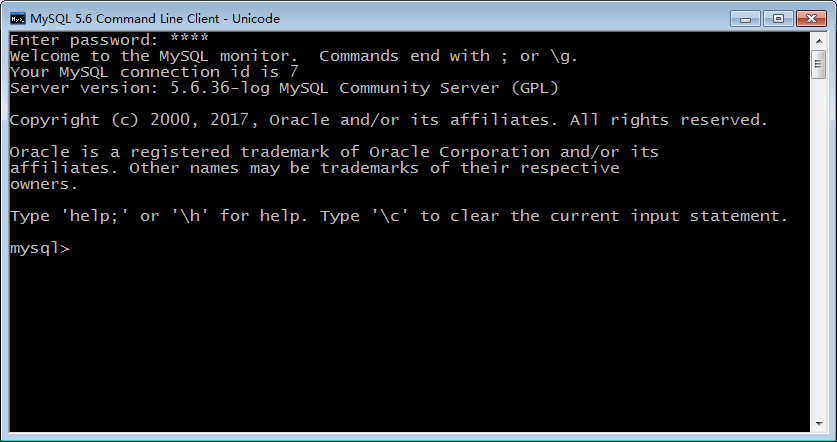 MySQL 5.6 Command Line Client - Unicode
Enter password: ****
Welcome to the MySQL monitor.  Commands end with ; or \g.
Your MySQL connection id is 7
Server version: 5.6.36-log MySQL Community Server (GPL)
Copyright (c) 2000, 2017, Oracle and/or its affiliates. All rights reserved.
Oracle is a registered trademark of Oracle Corporation and/or its
affiliates. Other names may be trademarks of their respective
owners.
Type 'help;' or '\h' for help. Type '\c' to clear the current input statement.
mysql>